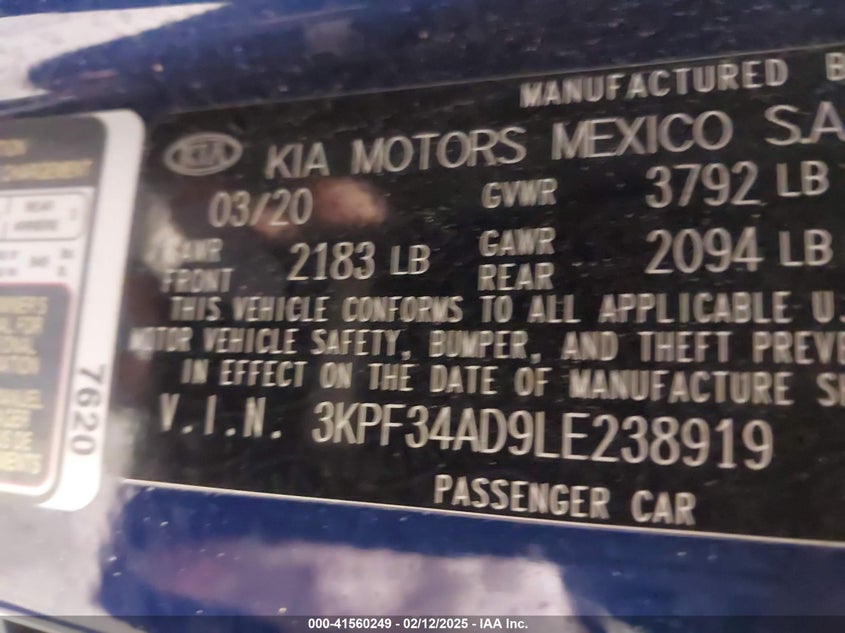 MANUFACTURED B
KIA KIA MOTORS MEXICO S.A
03/20 GVWR 3792 LB
GAWR FRONT 2183 LB GAWR REAR 2094 LB
THIS VEHICLE CONFORMS TO ALL APPLICABLE U.
MOTOR VEHICLE SAFETY, BUMPER, AND THEFT PREVE
IN EFFECT ON THE DATE OF MANUFACTURE S
V.I.N. 3KPF34AD9LE238919
PASSENGER CAR
7620
000-41560249 - 02/12/2025 - IAA Inc.